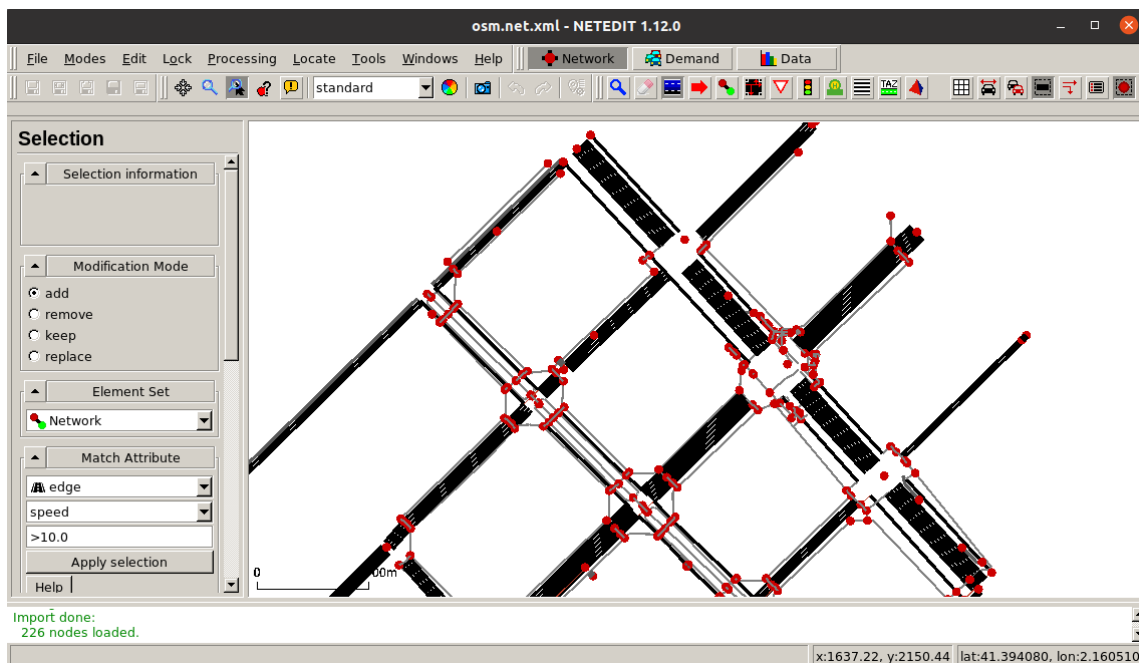 osm.net.xml - NETEDIT 1.12.0
File Modes Edit Lock Processing Locate Tools Windows Help Network Demand Data
standard TAZ
Selection
Selection information
Modification Mode
add
remove
keep
replace
Element Set
Network
Match Attribute
edge
speed
>10.0
Apply selection
Help
0 00m
Import done:
226 nodes loaded.
x:1637.22, y:2150.44 lat:41.394080, lon:2.160510